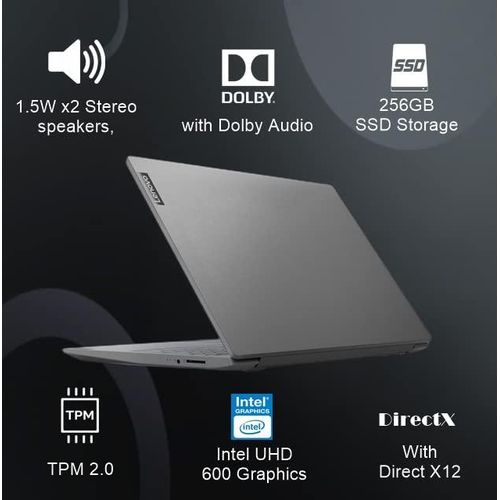 1.5W x2 Stereo
speakers,
DOLBY.
with Dolby Audio
SSD
256GB
SSD Storage
Lenovo
TPM
TPM 2.0
Intel®
GRAPHICS
intel
Intel UHD
600 Graphics
DirectX
With
Direct X12